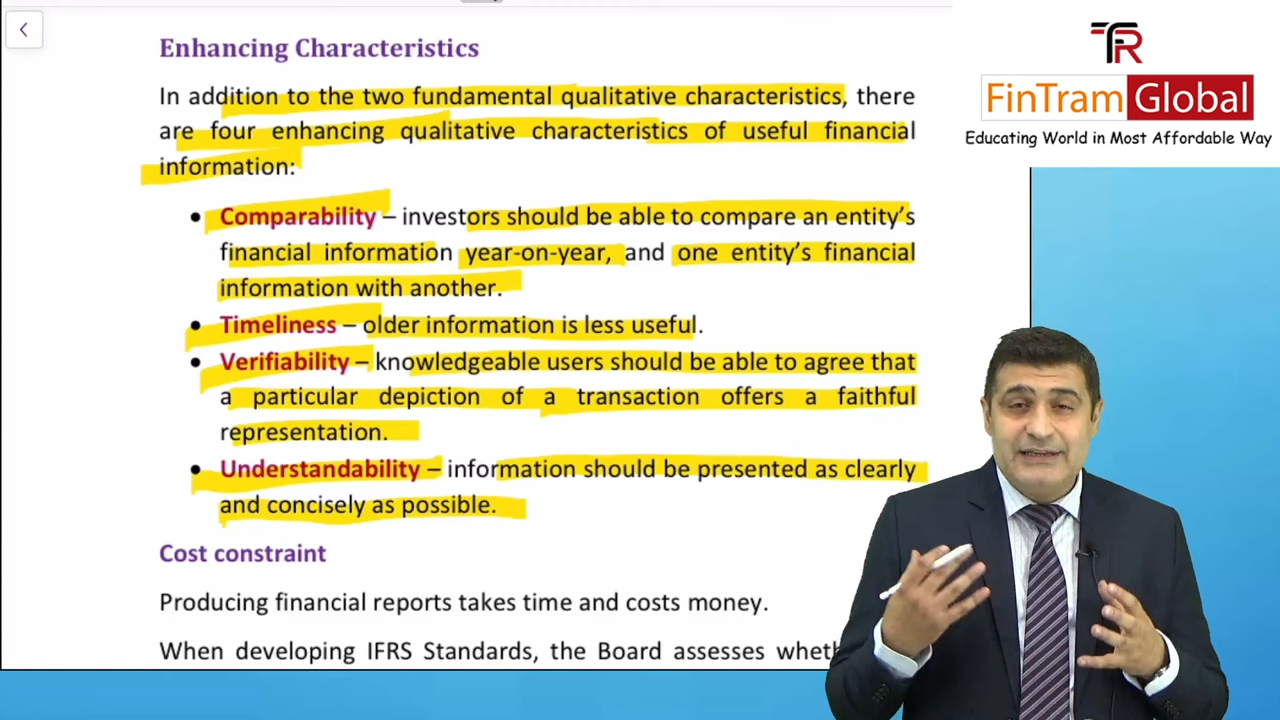 Enhancing Characteristics
In addition to the two fundamental qualitative characteristics, there
are four enhancing qualitative characteristics of useful financial
information:
• Comparability – investors should be able to compare an entity's
financial information year-on-year, and one entity's financial
information with another.
• Timeliness – older information is less useful.
• Verifiability – knowledgeable users should be able to agree that
a particular depiction of a transaction offers a faithful
representation.
• Understandability – information should be presented as clearly
and concisely as possible.
Cost constraint
Producing financial reports takes time and costs money.
When developing IFRS Standards, the Board assesses
FinTram Global
Educating World in Most Affordable Way